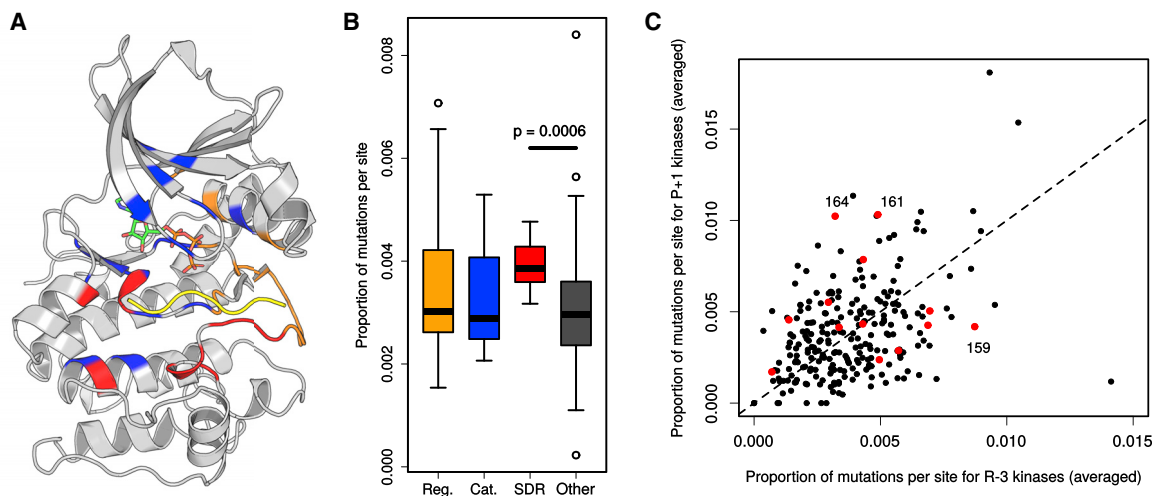 A
B
C
Proportion of mutations per site
0.000
0.002
0.004
0.006
0.008
p = 0.0006
Reg.
Cat.
SDR
Other
Proportion of mutations per site for P+1 kinases (averaged)
0.000
0.005
0.010
0.015
164
161
159
0.000
0.005
0.010
0.015
Proportion of mutations per site for R-3 kinases (averaged)